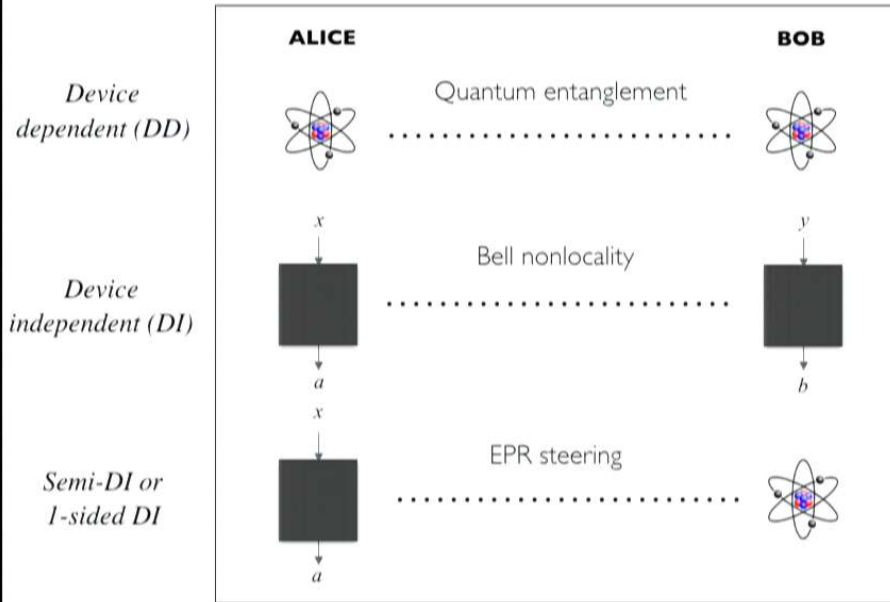 ALICE
BOB
Device
dependent (DD)
Quantum entanglement
x
y
Device
independent (DI)
Bell nonlocality
a
b
x
Semi-DI or
1-sided DI
EPR steering
a